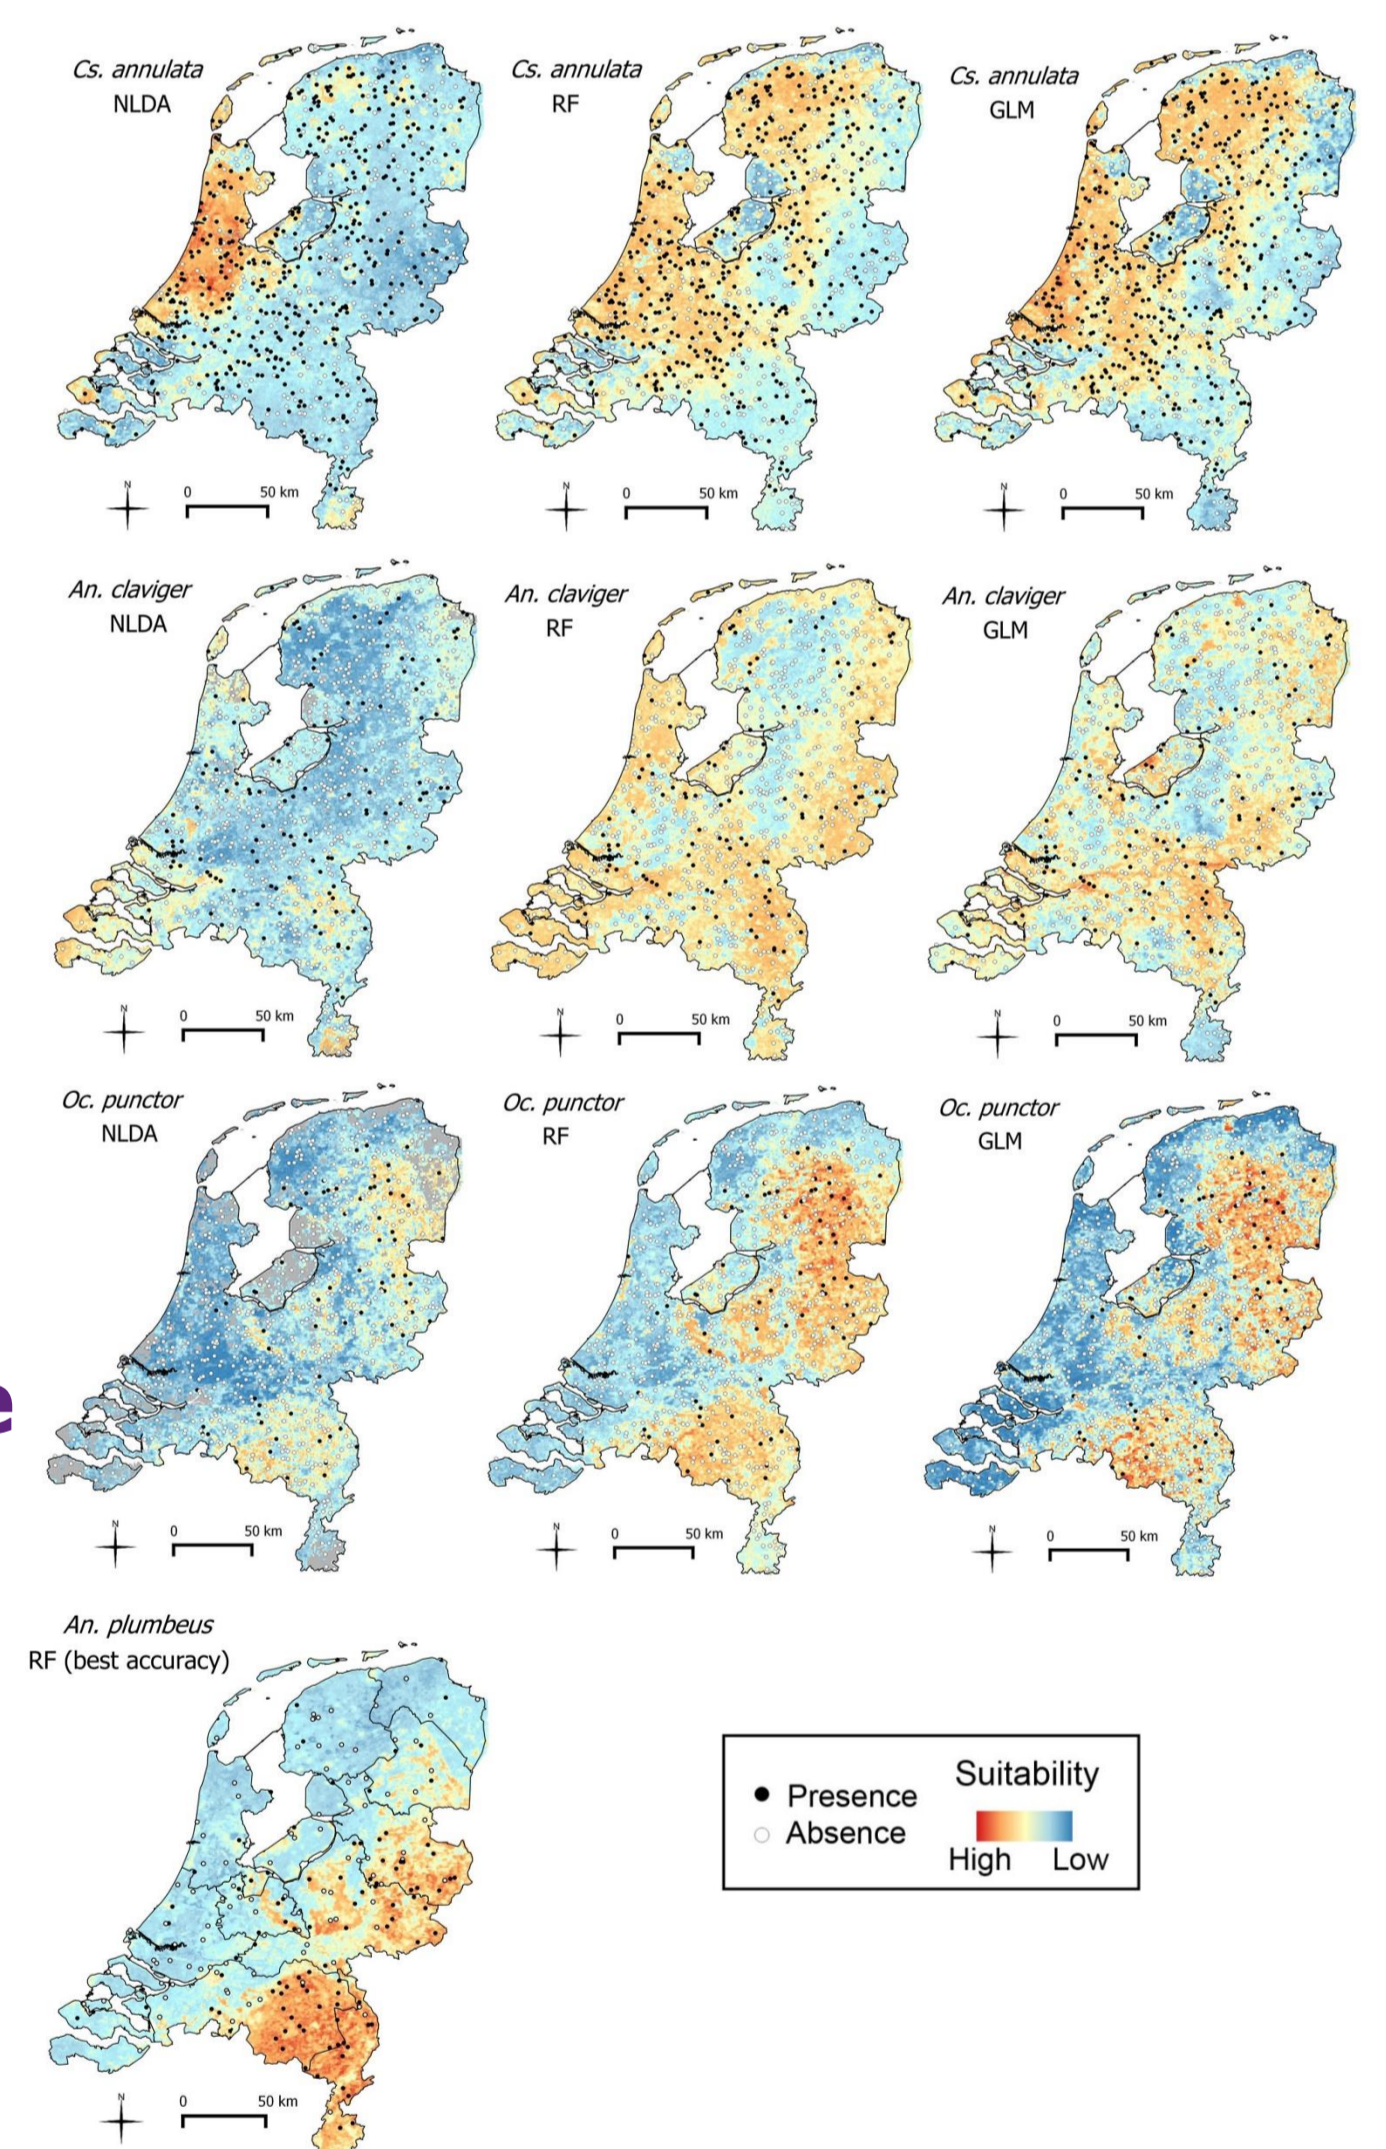 Cs. annulata
NLDA
Cs. annulata
RF
Cs. annulata
GLM
N
0 50 km
N
0 50 km
N
0 50 km
An. claviger
NLDA
An. claviger
RF
An. claviger
GLM
N
0 50 km
N
0 50 km
N
0 50 km
Oc. punctor
NLDA
Oc. punctor
RF
Oc. punctor
GLM
e
N
0 50 km
N
0 50 km
N
0 50 km
An. plumbeus
RF (best accuracy)
N
0 50 km
Suitability
Presence
Absence
High Low